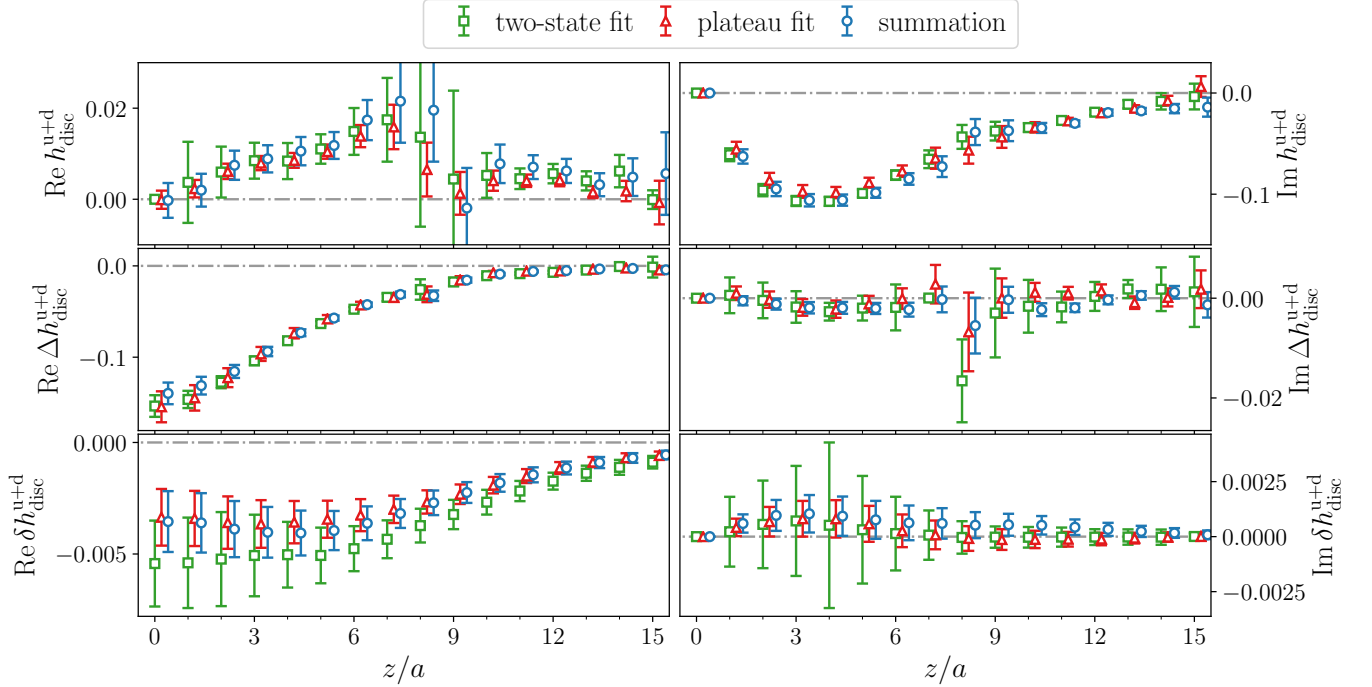 two-state fit plateau fit summation
Re h^{u+d}_{disc}
0.02
0.00
Im h^{u+d}_{disc}
0.0
−0.1
Re Δh^{u+d}_{disc}
0.0
−0.1
Im Δh^{u+d}_{disc}
0.00
−0.02
Re δh^{u+d}_{disc}
0.000
−0.005
Im δh^{u+d}_{disc}
0.0025
0.0000
−0.0025
0 3 6 9 12 15
0 3 6 9 12 15
z/a
z/a